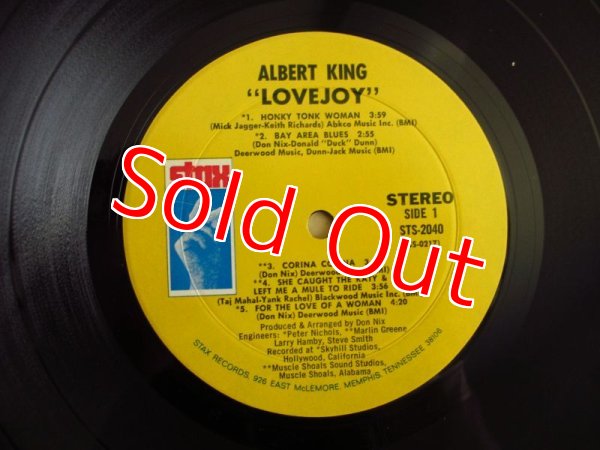 ALBERT KING
"LOVEJOY"
*1. HONKY TONK WOMAN 3:59
(Mick Jagger-Keith Richards) Abkco Music Inc. (BMI)
*2. BAY AREA BLUES 2:55
(Don Nix-Donald "Duck" Dunn)
Deerwood Music, Dunn-Jack Music (BMI)
stax
STEREO
SIDE 1
STS-2040
Sold Out
**3. CORINA
(Don Nix) Deerwood
**4. SHE CAUGHT THE KATY &
LEFT ME A MULE TO RIDE 3:56
(Taj Mahal-Yank Rachel) Blackwood Music Inc.
*5. FOR THE LOVE OF A WOMAN 4:20
(Don Nix) Deerwood Music (BMI)
Produced & Arranged by Don Nix
Engineers: *Peter Nichols, **Marlin Greene
Larry Hamby, Steve Smith
Recorded at *Skyhill Studios,
Hollywood, California
**Muscle Shoals Sound Studios,
Muscle Shoals, Alabama
STAX RECORDS, 926 EAST McLEMORE, MEMPHIS, TENNESSEE 38106